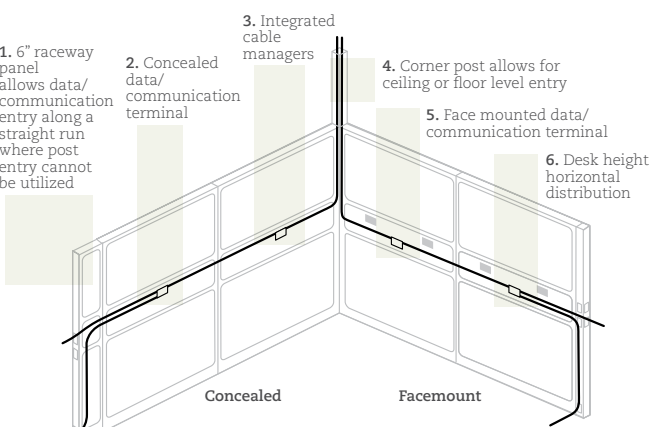 1. 6” raceway
panel
allows data/
communication
entry along a
straight run
where post
entry cannot
be utilized
2. Concealed
data/
communication
terminal
3. Integrated
cable
managers
4. Corner post allows for
ceiling or floor level entry
5. Face mounted data/
communication terminal
6. Desk height
horizontal
distribution
Concealed
Facemount